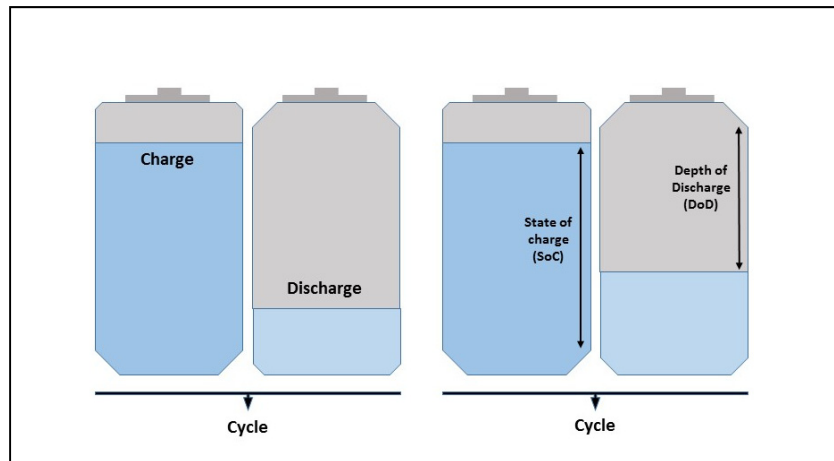 Charge
Discharge
Cycle
State of
charge
(SoC)
Depth of
Discharge
(DoD)
Cycle